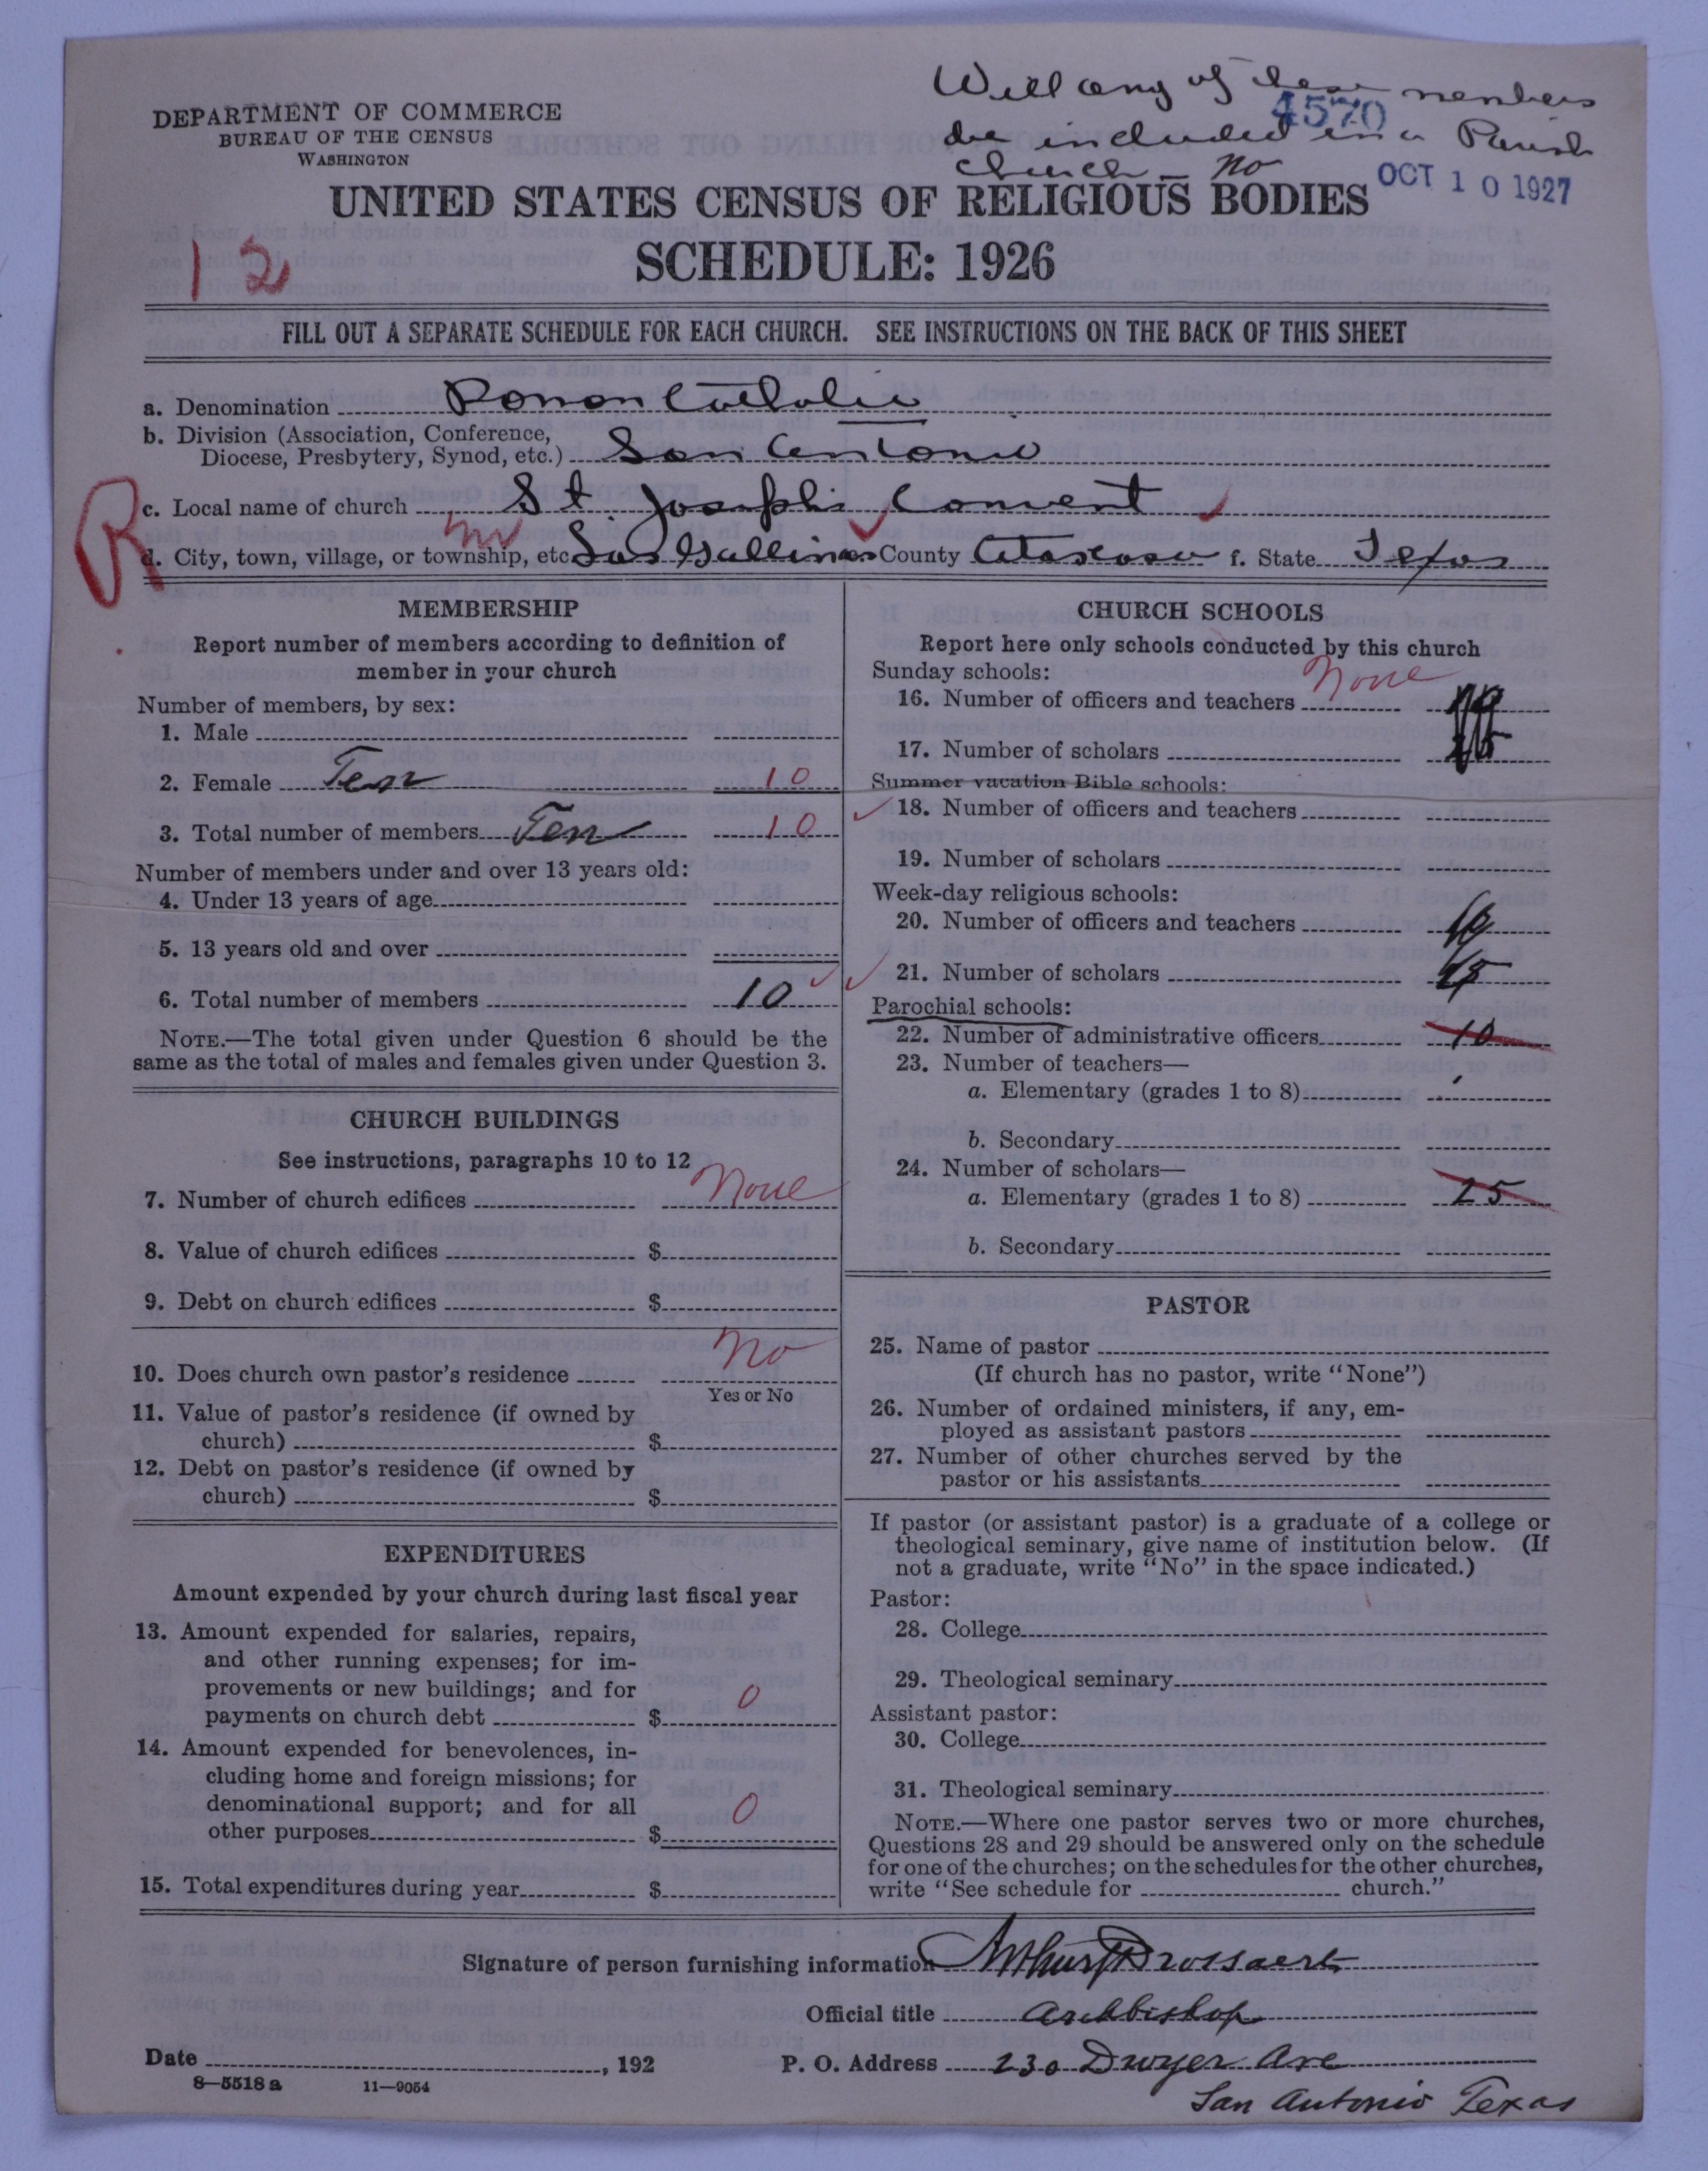 Will any of these members
4570
be included in a Parish
church — no
OCT 10 1927
DEPARTMENT OF COMMERCE
BUREAU OF THE CENSUS
WASHINGTON
UNITED STATES CENSUS OF RELIGIOUS BODIES
12
SCHEDULE: 1926
FILL OUT A SEPARATE SCHEDULE FOR EACH CHURCH. SEE INSTRUCTIONS ON THE BACK OF THIS SHEET
a. Denomination Roman Catholic
b. Division (Association, Conference,
Diocese, Presbytery, Synod, etc.) San Antonio
R
c. Local name of church St Josephs Convent
d. City, town, village, or township, etc Las Gallinas County Atascosa f. State Texas
MEMBERSHIP
Report number of members according to definition of
member in your church
Number of members, by sex:
1. Male
2. Female Ten 10
3. Total number of members Ten 10
Number of members under and over 13 years old:
4. Under 13 years of age
5. 13 years old and over
6. Total number of members 10
NOTE.—The total given under Question 6 should be the
same as the total of males and females given under Question 3.
CHURCH BUILDINGS
See instructions, paragraphs 10 to 12
7. Number of church edifices None
8. Value of church edifices $
9. Debt on church edifices $
10. Does church own pastor's residence No
Yes or No
11. Value of pastor's residence (if owned by
church) $
12. Debt on pastor's residence (if owned by
church) $
EXPENDITURES
Amount expended by your church during last fiscal year
13. Amount expended for salaries, repairs,
and other running expenses; for im-
provements or new buildings; and for
payments on church debt $ 0
14. Amount expended for benevolences, in-
cluding home and foreign missions; for
denominational support; and for all
other purposes $ 0
15. Total expenditures during year $
CHURCH SCHOOLS
Report here only schools conducted by this church
Sunday schools:
16. Number of officers and teachers None
17. Number of scholars
Summer vacation Bible schools:
18. Number of officers and teachers
19. Number of scholars
Week-day religious schools:
20. Number of officers and teachers 10
21. Number of scholars
Parochial schools:
22. Number of administrative officers 10
23. Number of teachers—
a. Elementary (grades 1 to 8)
b. Secondary
24. Number of scholars—
a. Elementary (grades 1 to 8) 25
b. Secondary
PASTOR
25. Name of pastor
(If church has no pastor, write "None")
26. Number of ordained ministers, if any, em-
ployed as assistant pastors
27. Number of other churches served by the
pastor or his assistants
If pastor (or assistant pastor) is a graduate of a college or
theological seminary, give name of institution below. (If
not a graduate, write "No" in the space indicated.)
Pastor:
28. College
29. Theological seminary
Assistant pastor:
30. College
31. Theological seminary
NOTE.—Where one pastor serves two or more churches,
Questions 28 and 29 should be answered only on the schedule
for one of the churches; on the schedules for the other churches,
write "See schedule for church."
Signature of person furnishing information Arthur J Drossaerts
Official title Archbishop
Date , 192 P. O. Address 230 Dwyer Ave
8—5518 a 11—9054
San Antonio Texas